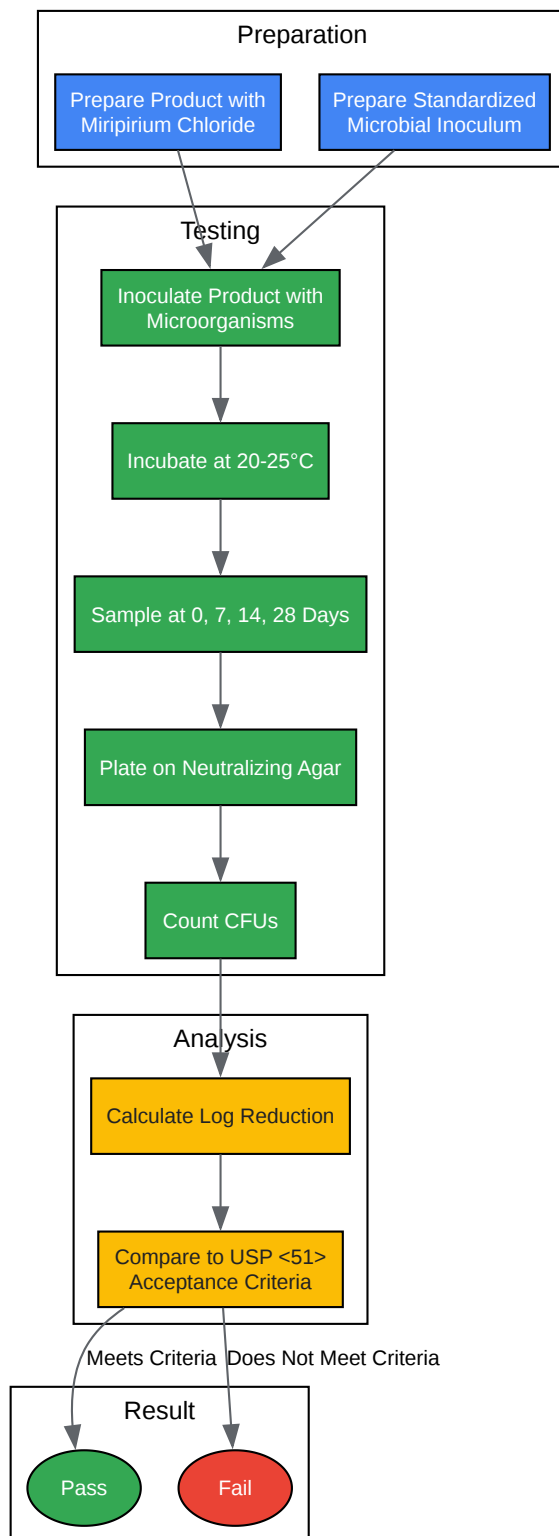 Preparation
Prepare Product with
Miripirium Chloride
Prepare Standardized
Microbial Inoculum
Testing
Inoculate Product with
Microorganisms
Incubate at 20-25°C
Sample at 0, 7, 14, 28 Days
Plate on Neutralizing Agar
Count CFUs
Analysis
Calculate Log Reduction
Compare to USP <51>
Acceptance Criteria
Meets Criteria
Does Not Meet Criteria
Result
Pass
Fail